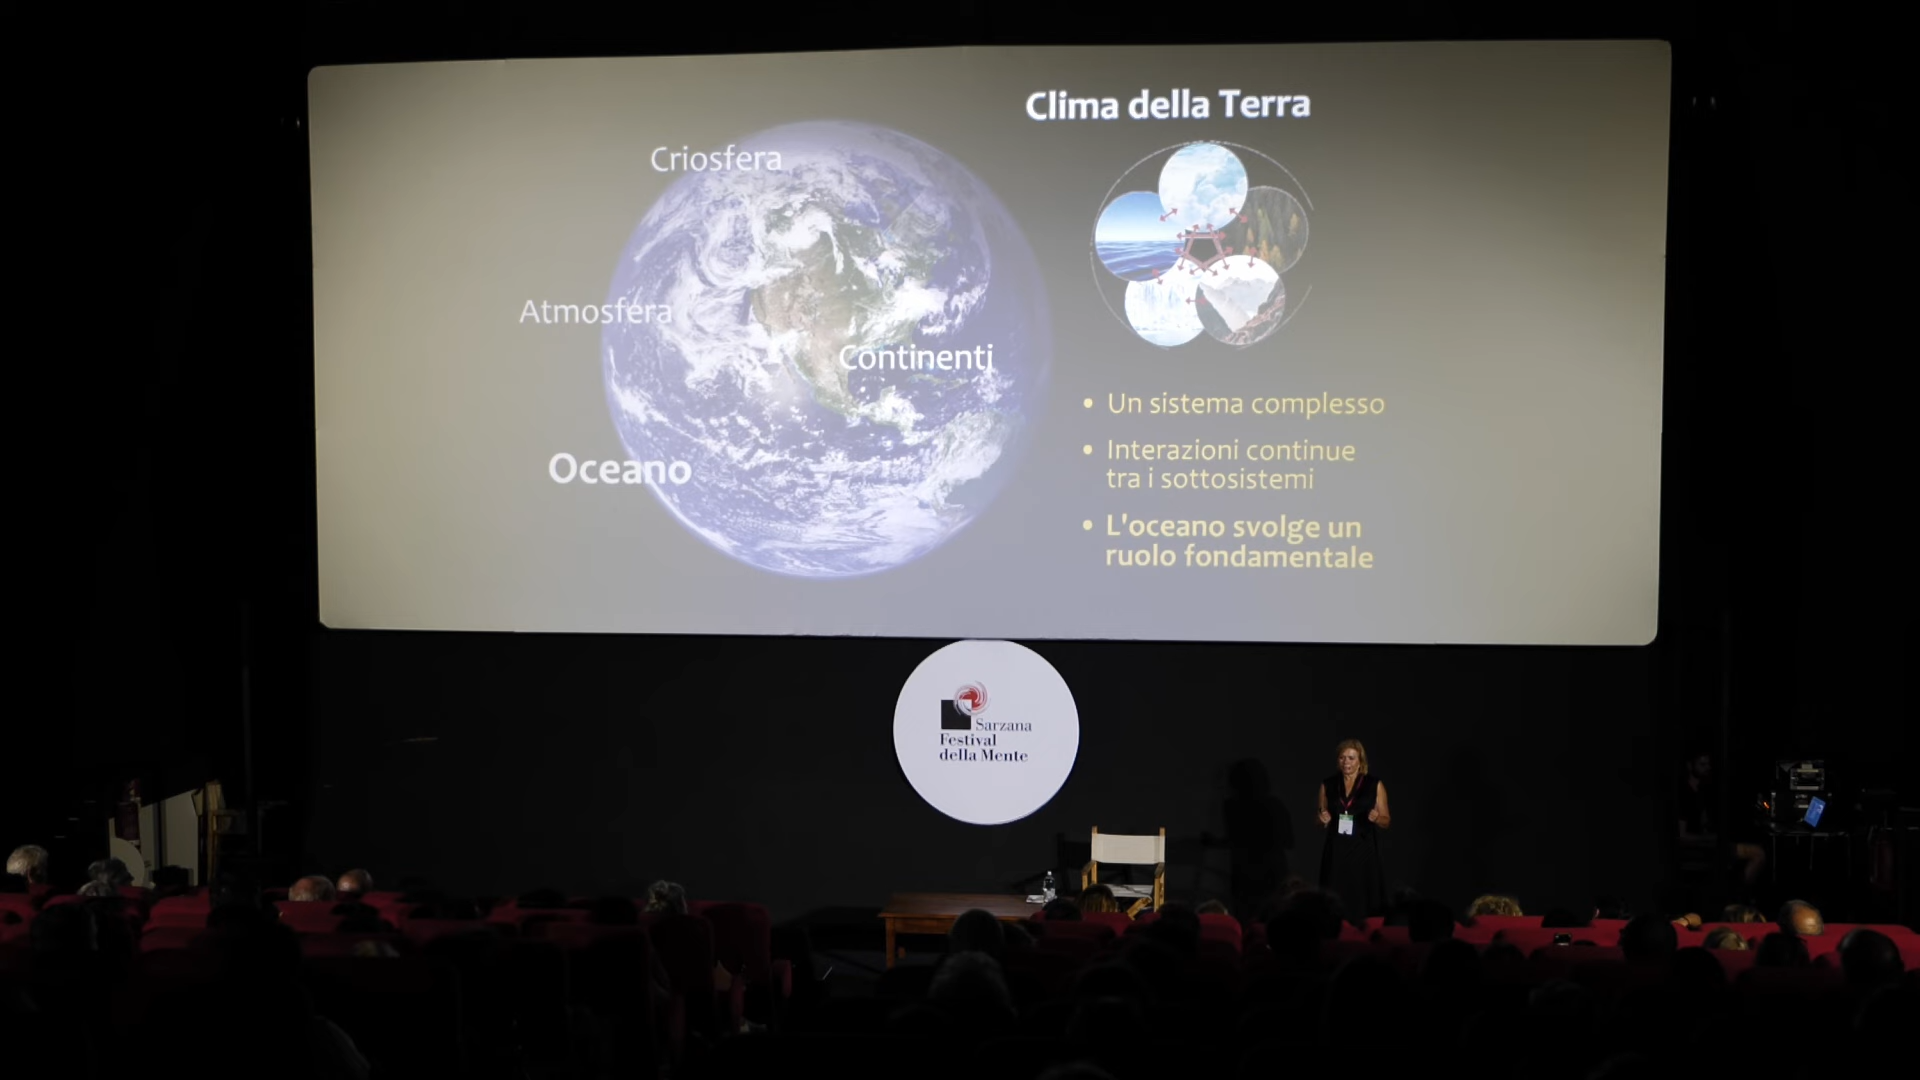 Clima della Terra
Criosfera
Atmosfera
Continenti
Oceano
• Un sistema complesso
• Interazioni continue
tra i sottosistemi
• L'oceano svolge un
ruolo fondamentale
Sarzana
Festival
della Mente